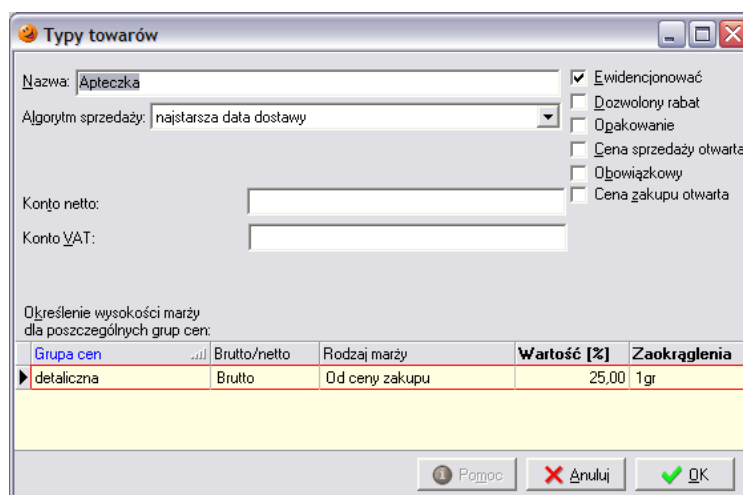 Typy towarów
Nazwa: Apteczka
Ewidencjonować
Dozwolony rabat
Algorytm sprzedaży: najstarsza data dostawy
Opakowanie
Cena sprzedaży otwarta
Obowiązkowy
Konto netto:
Cena zakupu otwarta
Konto VAT:
Określenie wysokości marży
dla poszczególnych grup cen:
Grupa cen Brutto/netto Rodzaj marży Wartość [%] Zaokrąglenia
detaliczna Brutto Od ceny zakupu 25,00 1gr
Pomoc Anuluj OK